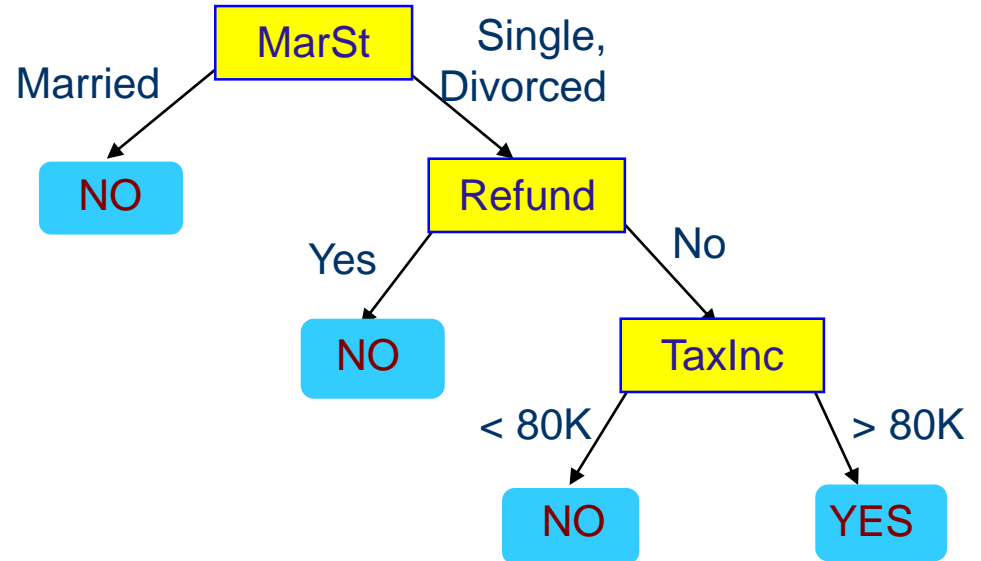 MarSt
Single,
Divorced
Married
NO
Refund
Yes
No
NO
TaxInc
< 80K
> 80K
NO
YES